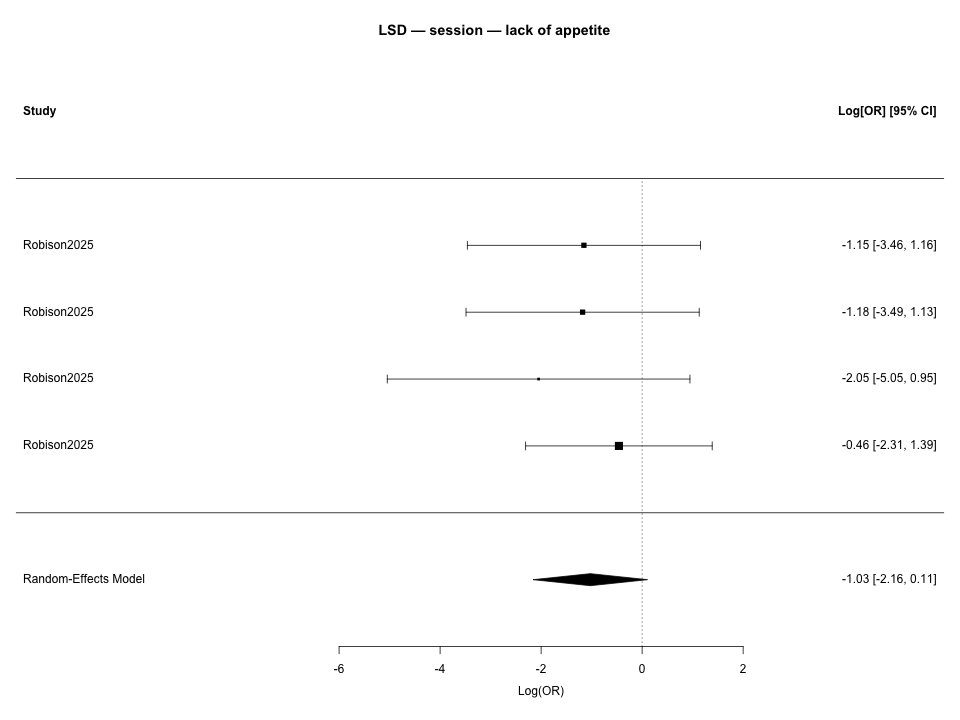 LSD — session — lack of appetite
Study Log[OR] [95% CI]
Robison2025 -1.15 [-3.46, 1.16]
Robison2025 -1.18 [-3.49, 1.13]
Robison2025 -2.05 [-5.05, 0.95]
Robison2025 -0.46 [-2.31, 1.39]
Random-Effects Model -1.03 [-2.16, 0.11]
-6 -4 -2 0 2
Log(OR)